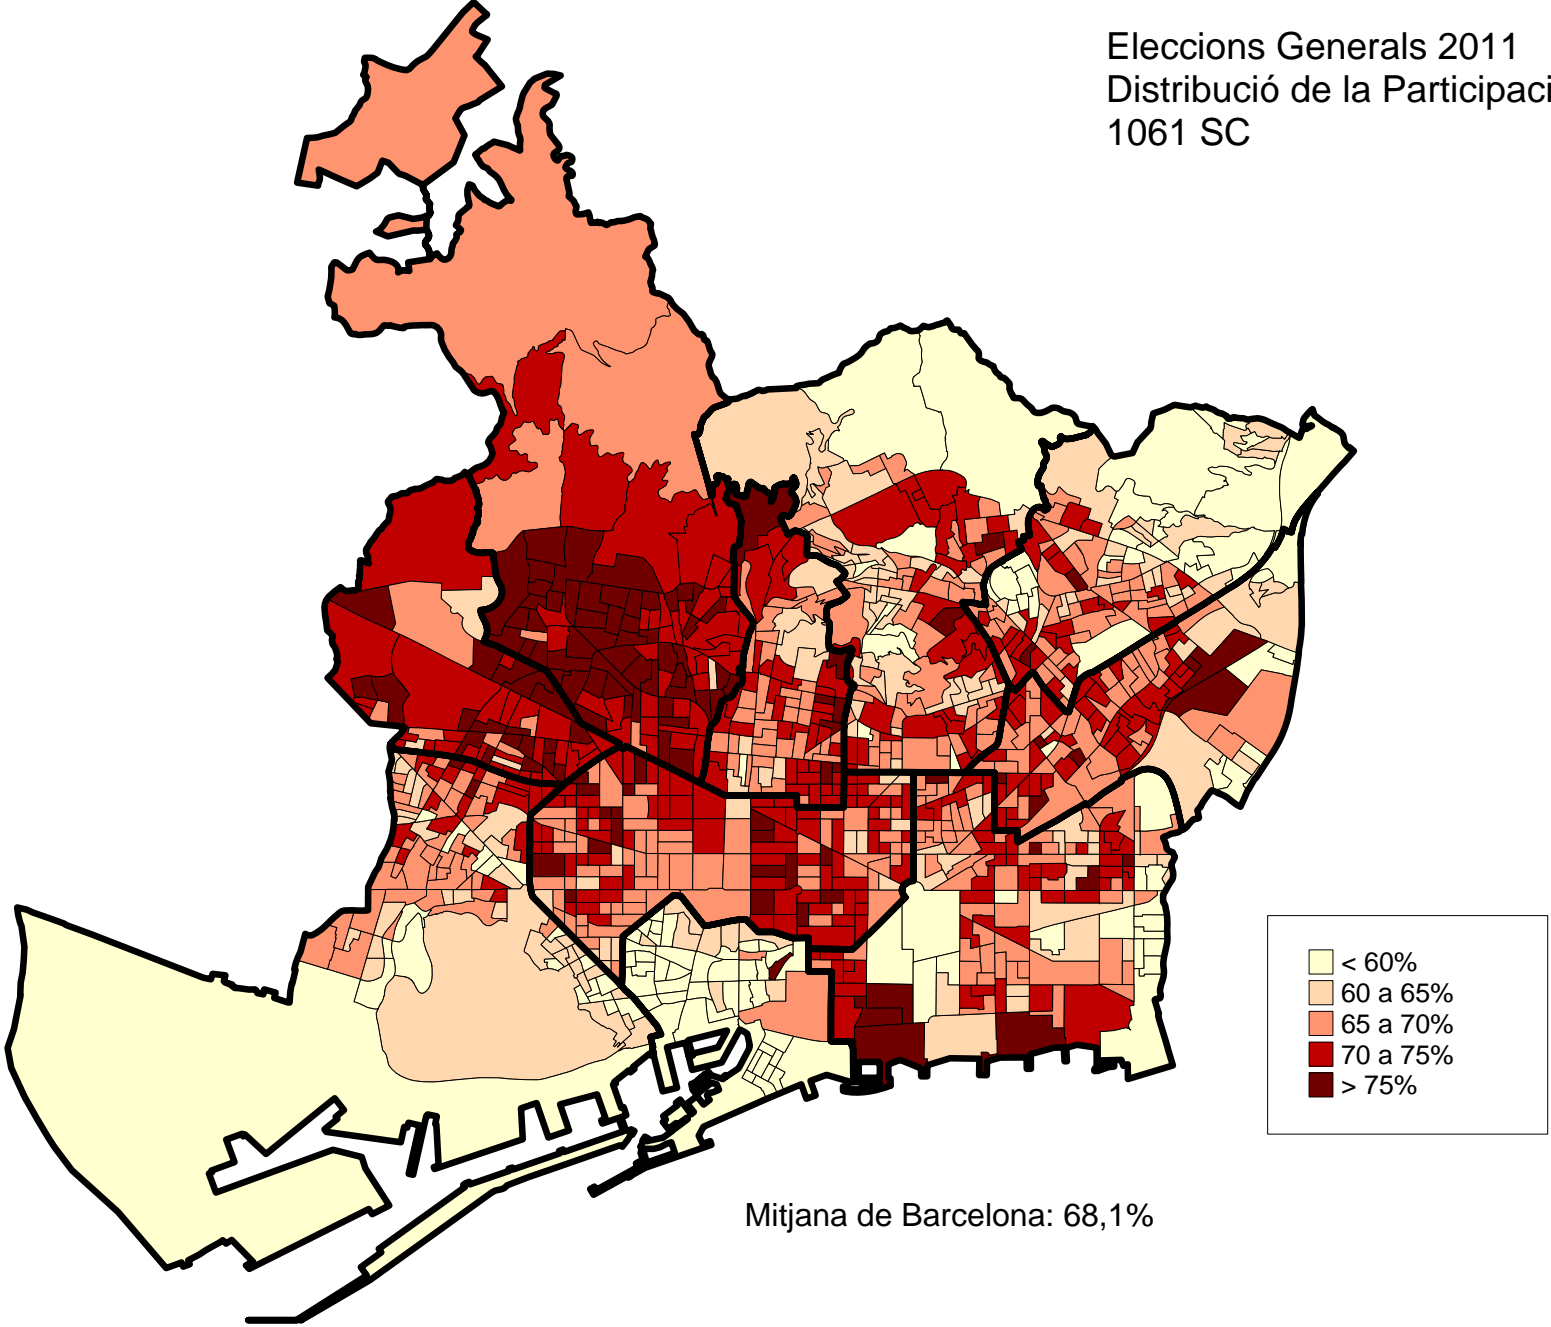 Eleccions Generals 2011
Distribució de la Participaci
1061 SC
< 60%
60 a 65%
65 a 70%
70 a 75%
> 75%
Mitjana de Barcelona: 68,1%